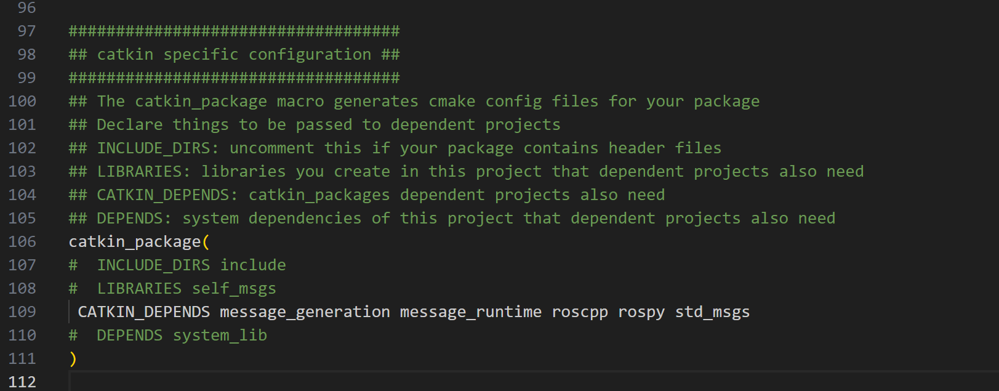 96
97 ###################################
98 ## catkin specific configuration ##
99 ###################################
100 ## The catkin_package macro generates cmake config files for your package
101 ## Declare things to be passed to dependent projects
102 ## INCLUDE_DIRS: uncomment this if your package contains header files
103 ## LIBRARIES: libraries you create in this project that dependent projects also need
104 ## CATKIN_DEPENDS: catkin_packages dependent projects also need
105 ## DEPENDS: system dependencies of this project that dependent projects also need
106 catkin_package(
107 #  INCLUDE_DIRS include
108 #  LIBRARIES self_msgs
109  CATKIN_DEPENDS message_generation message_runtime roscpp rospy std_msgs
110 #  DEPENDS system_lib
111 )
112